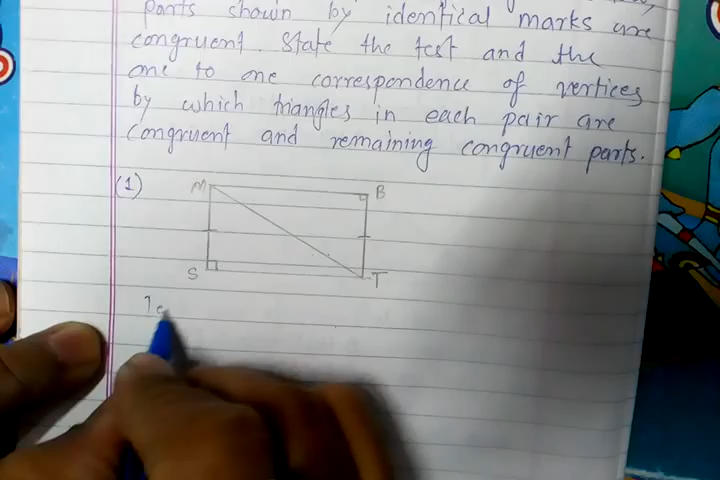 parts shown by identical marks are
congruent. State the test and the
one to one correspondence of vertices
by which triangles in each pair are
congruent and remaining congruent parts.
(1) M B
S T
Te